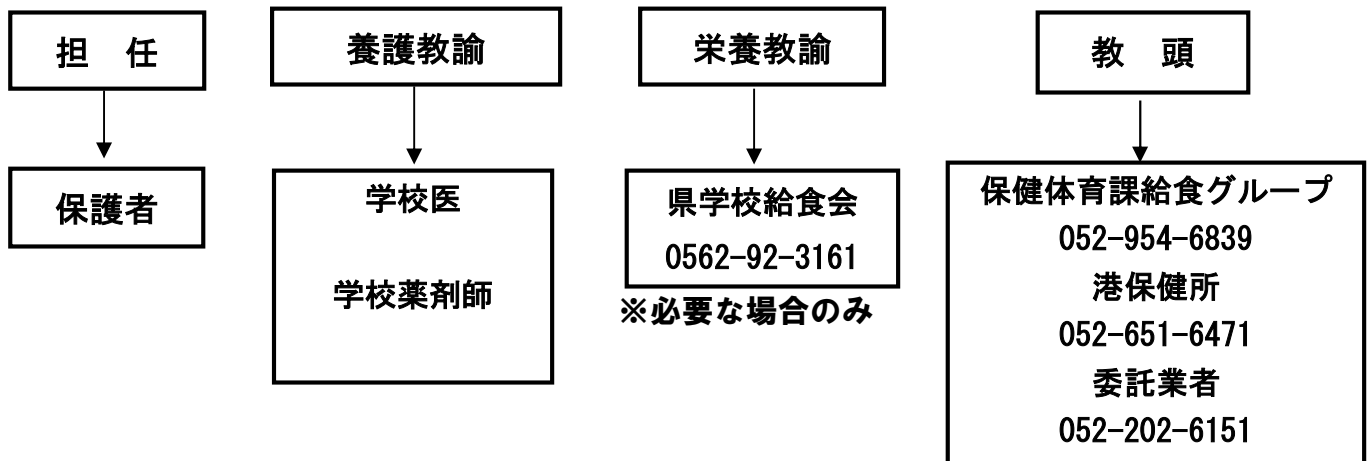 担　任
養護教諭
栄養教諭
教　頭
保護者
学校医
学校薬剤師
県学校給食会
0562-92-3161
※必要な場合のみ
保健体育課給食グループ
052-954-6839
港保健所
052-651-6471
委託業者
052-202-6151